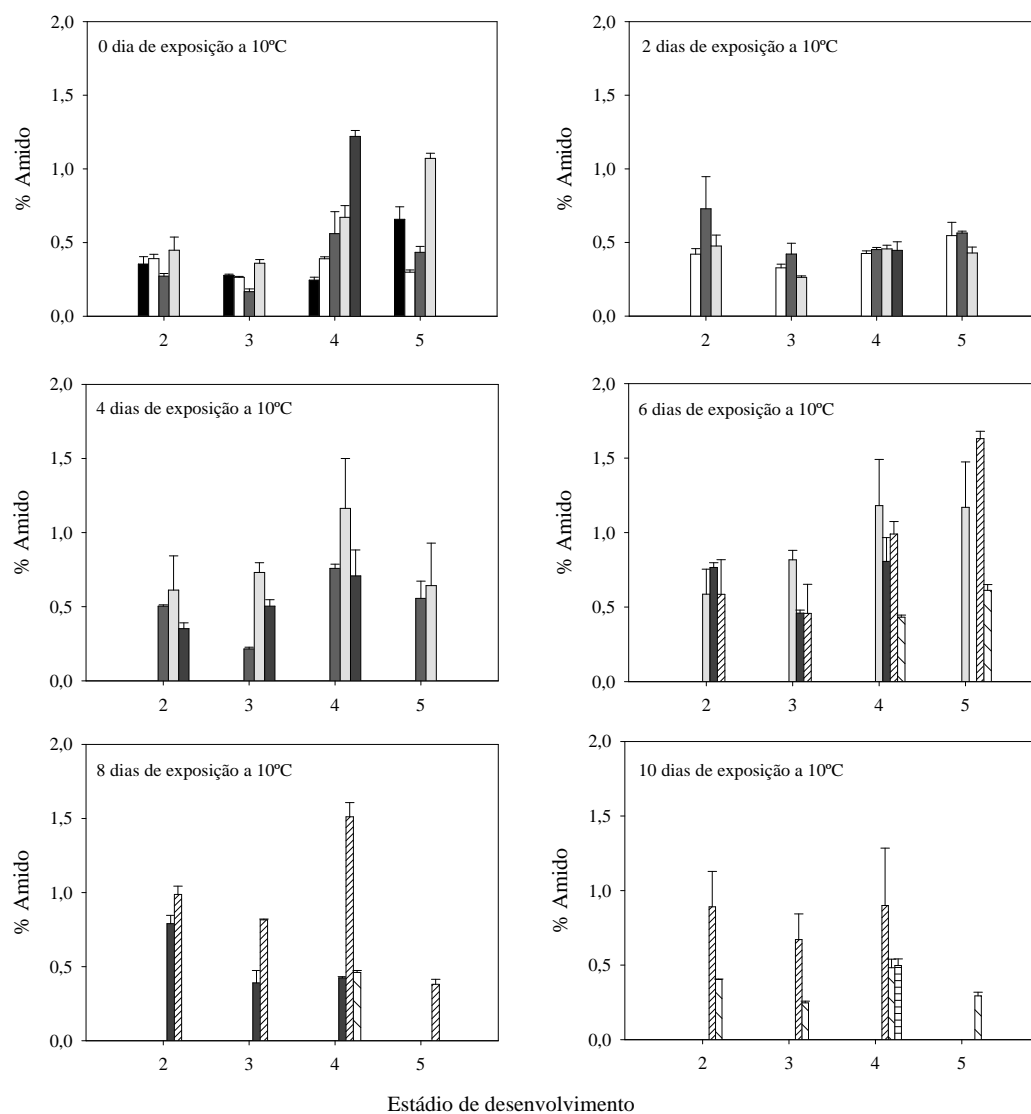 0 dia de exposição a 10ºC
% Amido
2,0
1,5
1,0
0,5
0,0
2 3 4 5
2 dias de exposição a 10ºC
% Amido
2,0
1,5
1,0
0,5
0,0
2 3 4 5
4 dias de exposição a 10ºC
% Amido
2,0
1,5
1,0
0,5
0,0
2 3 4 5
6 dias de exposição a 10ºC
% Amido
2,0
1,5
1,0
0,5
0,0
2 3 4 5
8 dias de exposição a 10ºC
% Amido
2,0
1,5
1,0
0,5
0,0
2 3 4 5
10 dias de exposição a 10ºC
% Amido
2,0
1,5
1,0
0,5
0,0
2 3 4 5
Estádio de desenvolvimento